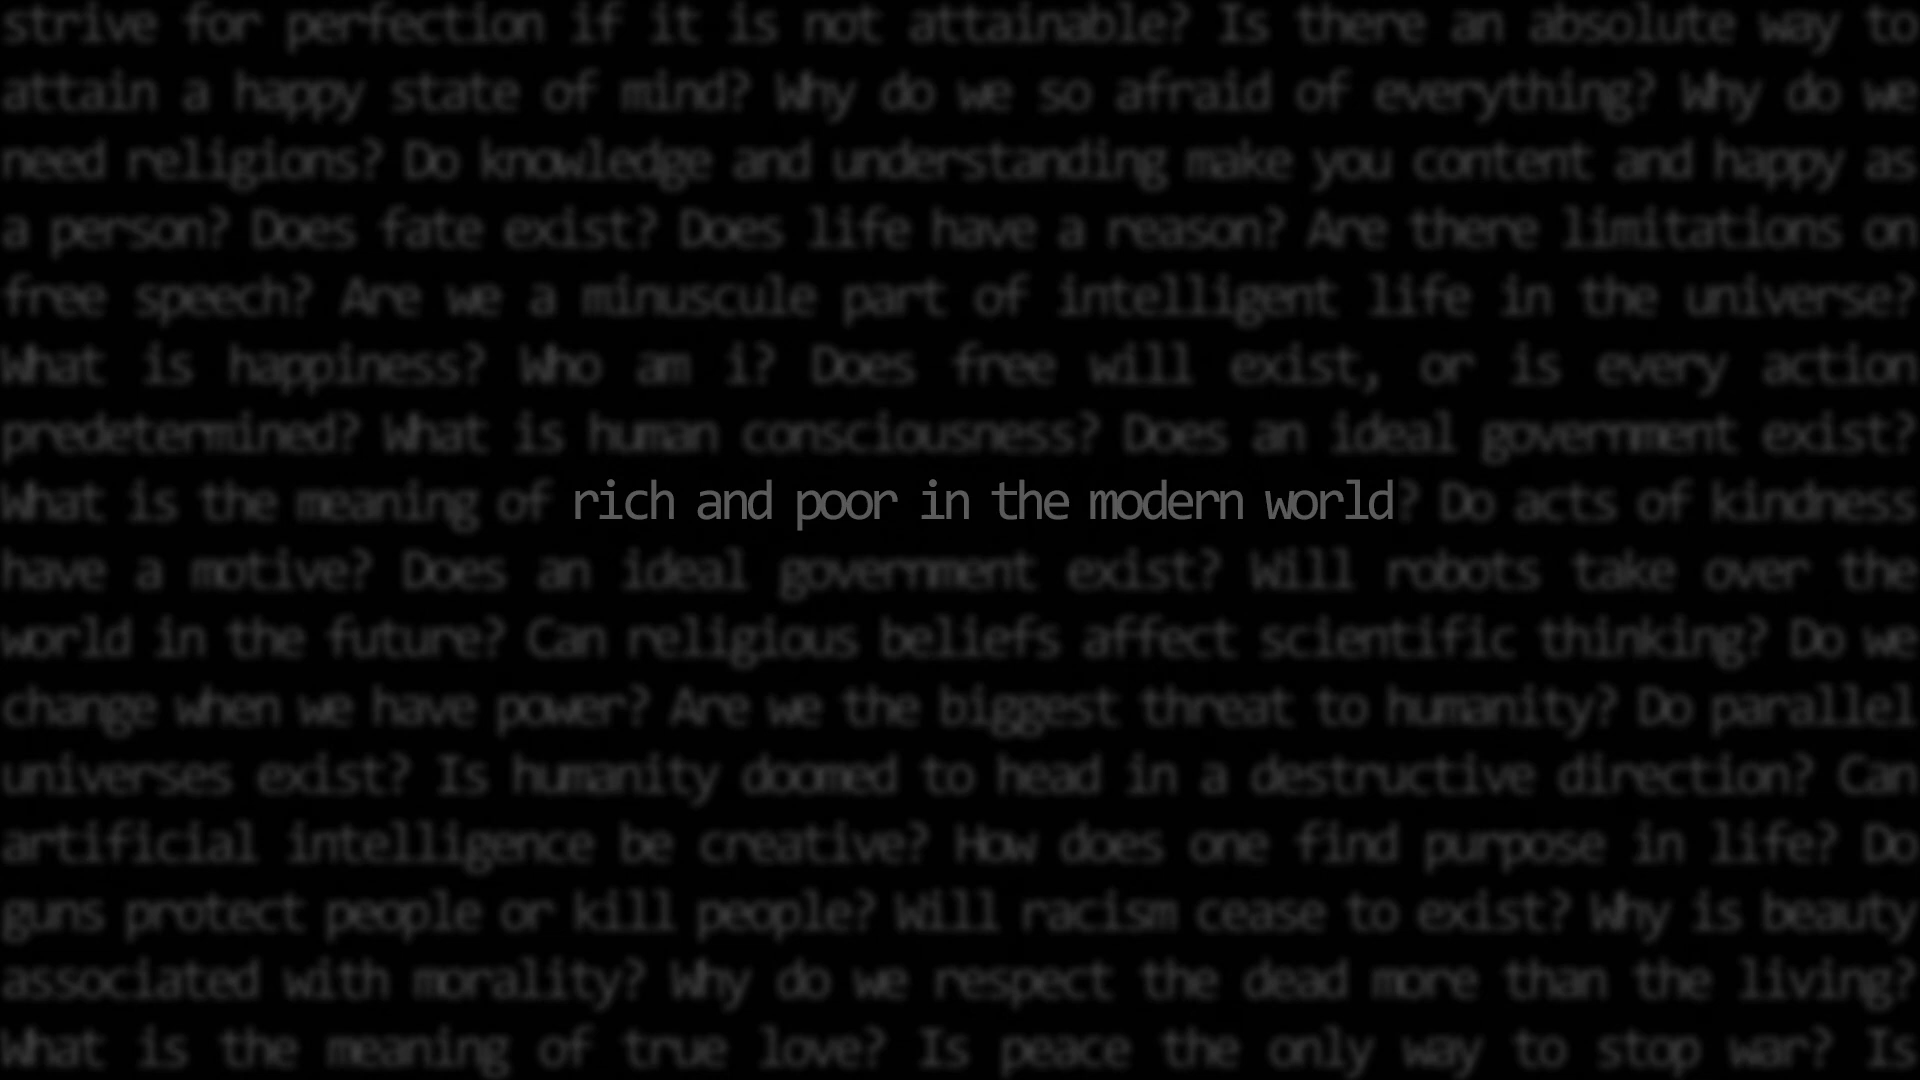 strive for perfection if it is not attainable? Is there an absolute way to
attain a happy state of mind? Why do we so afraid of everything? Why do we
need religions? Do knowledge and understanding make you content and happy as
a person? Does fate exist? Does life have a reason? Are there limitations on
free speech? Are we a minuscule part of intelligent life in the universe?
What is happiness? Who am i? Does free will exist, or is every action
predetermined? What is human consciousness? Does an ideal government exist?
What is the meaning of rich and poor in the modern world? Do acts of kindness
have a motive? Does an ideal government exist? Will robots take over the
world in the future? Can religious beliefs affect scientific thinking? Do we
change when we have power? Are we the biggest threat to humanity? Do parallel
universes exist? Is humanity doomed to head in a destructive direction? Can
artificial intelligence be creative? How does one find purpose in life? Do
guns protect people or kill people? Will racism cease to exist? Why is beauty
associated with morality? Why do we respect the dead more than the living?
What is the meaning of true love? Is peace the only way to stop war? Is